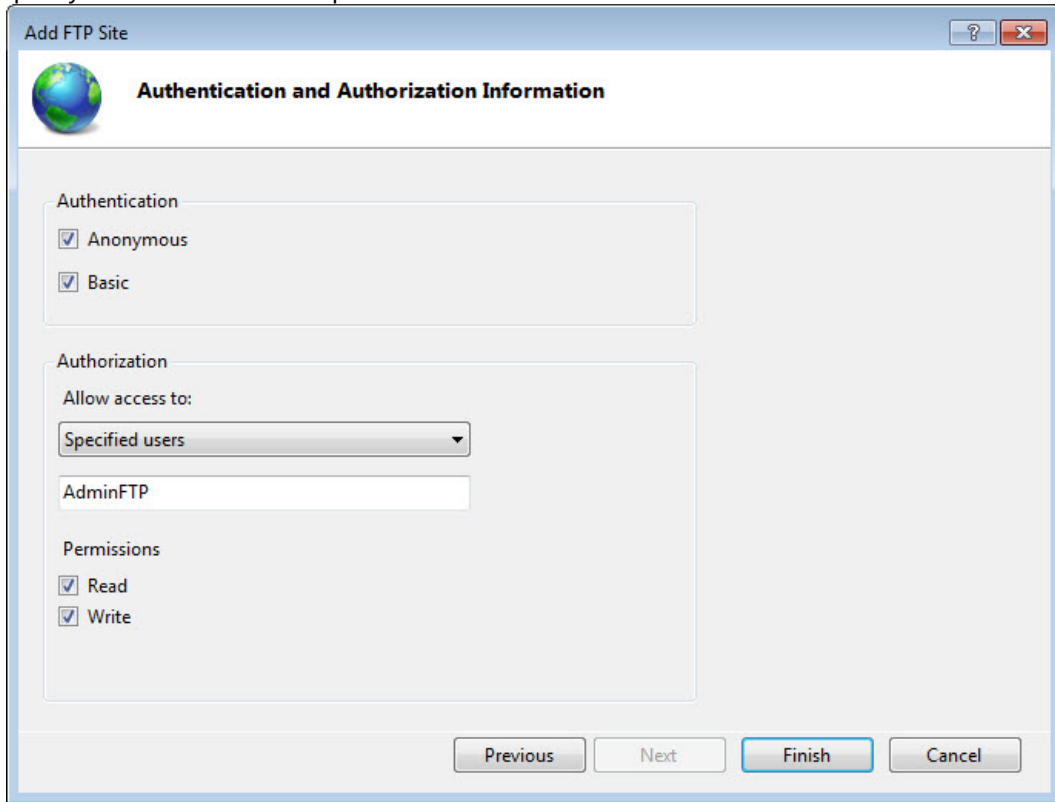 Add FTP Site
Authentication and Authorization Information
Authentication
Anonymous
Basic
Authorization
Allow access to:
Specified users
AdminFTP
Permissions
Read
Write
Previous Next Finish Cancel